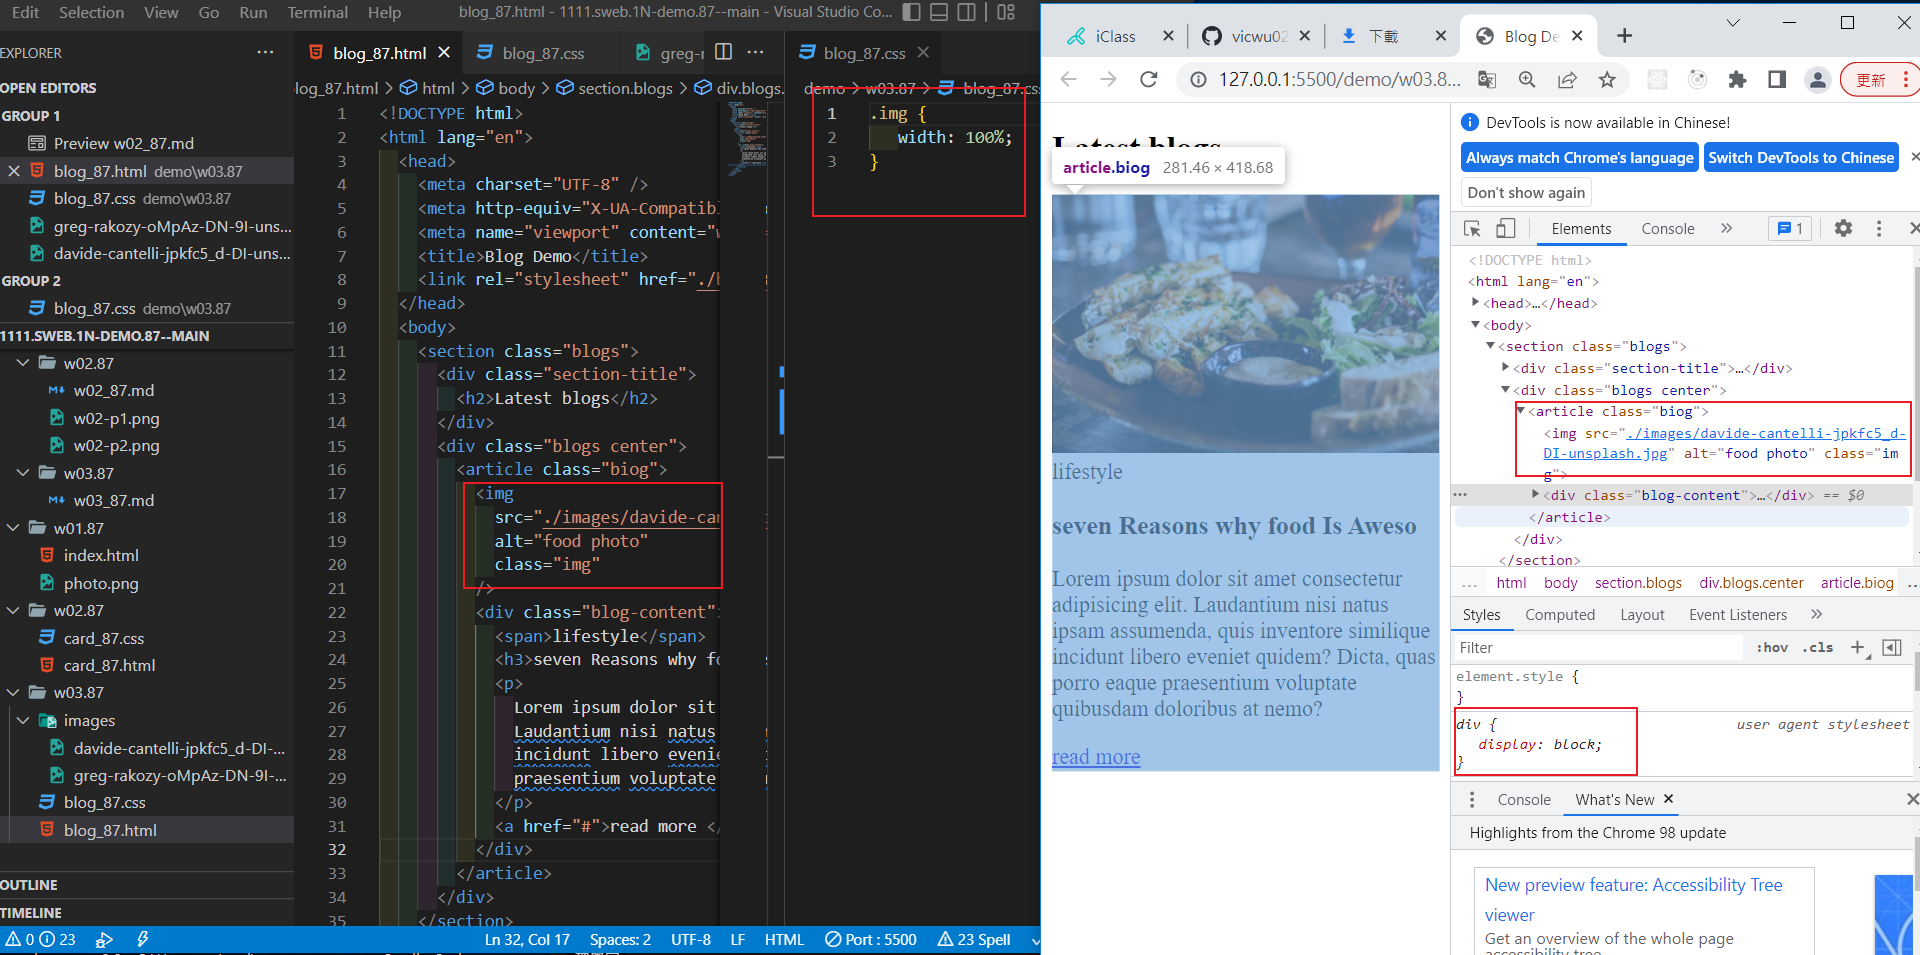 Edit Selection View Go Run Terminal Help blog_87.html - 1111.sweb.1N-demo.87--main - Visual Studio Co...
EXPLORER
OPEN EDITORS
GROUP 1
Preview w02_87.md
blog_87.html demo\w03.87
blog_87.css demo\w03.87
greg-rakozy-oMpAz-DN-9I-uns...
davide-cantelli-jpkfc5_d-DI-uns...
GROUP 2
blog_87.css demo\w03.87
1111.SWEB.1N-DEMO.87--MAIN
w02.87
w02_87.md
w02-p1.png
w02-p2.png
w03.87
w03_87.md
w01.87
index.html
photo.png
w02.87
card_87.css
card_87.html
w03.87
images
davide-cantelli-jpkfc5_d-DI-...
greg-rakozy-oMpAz-DN-9I-...
blog_87.css
blog_87.html
OUTLINE
TIMELINE
blog_87.html blog_87.css greg-r
log_87.html > html > body > section.blogs > div.blogs.
1 <!DOCTYPE html>
2 <html lang="en">
3 <head>
4 <meta charset="UTF-8" />
5 <meta http-equiv="X-UA-Compatibl
6 <meta name="viewport" content="w
7 <title>Blog Demo</title>
8 <link rel="stylesheet" href="./b
9 </head>
10 <body>
11 <section class="blogs">
12 <div class="section-title">
13 <h2>Latest blogs</h2>
14 </div>
15 <div class="blogs center">
16 <article class="biog">
17 <img
18 src="./images/davide-car
19 alt="food photo"
20 class="img"
21 />
22 <div class="blog-content">
23 <span>lifestyle</span>
24 <h3>seven Reasons why fo
25 <p>
26 Lorem ipsum dolor sit
27 Laudantium nisi natus
28 incidunt libero evenie
29 praesentium voluptate
30 </p>
31 <a href="#">read more </
32 </div>
33 </article>
34 </div>
35 </section>
blog_87.css
demo > w03.87 > blog_87.css
1 .img {
2 width: 100%;
3 }
0 23 Ln 32, Col 17 Spaces: 2 UTF-8 LF HTML Port : 5500 23 Spell
iClass vicwu02 下載 Blog De
127.0.0.1:5500/demo/w03.8... 更新
Latest blogs
article.biog 281.46 × 418.68
lifestyle
seven Reasons why food Is Aweso
Lorem ipsum dolor sit amet consectetur
adipisicing elit. Laudantium nisi natus
ipsam assumenda, quis inventore similique
incidunt libero eveniet quidem? Dicta, quas
porro eaque praesentium voluptate
quibusdam doloribus at nemo?
read more
DevTools is now available in Chinese!
Always match Chrome's language Switch DevTools to Chinese
Don't show again
Elements Console 1
<!DOCTYPE html>
<html lang="en">
<head>…</head>
<body>
<section class="blogs">
<div class="section-title">…</div>
<div class="blogs center">
<article class="biog">
<img src="./images/davide-cantelli-jpkfc5_d-
DI-unsplash.jpg" alt="food photo" class="im
g">
<div class="blog-content">…</div> == $0
</article>
</div>
</section>
... html body section.blogs div.blogs.center article.biog ..
Styles Computed Layout Event Listeners
Filter :hov .cls
element.style {
}
div { user agent stylesheet
display: block;
}
Console What's New
Highlights from the Chrome 98 update
New preview feature: Accessibility Tree
viewer
Get an overview of the whole page
accessibility tree